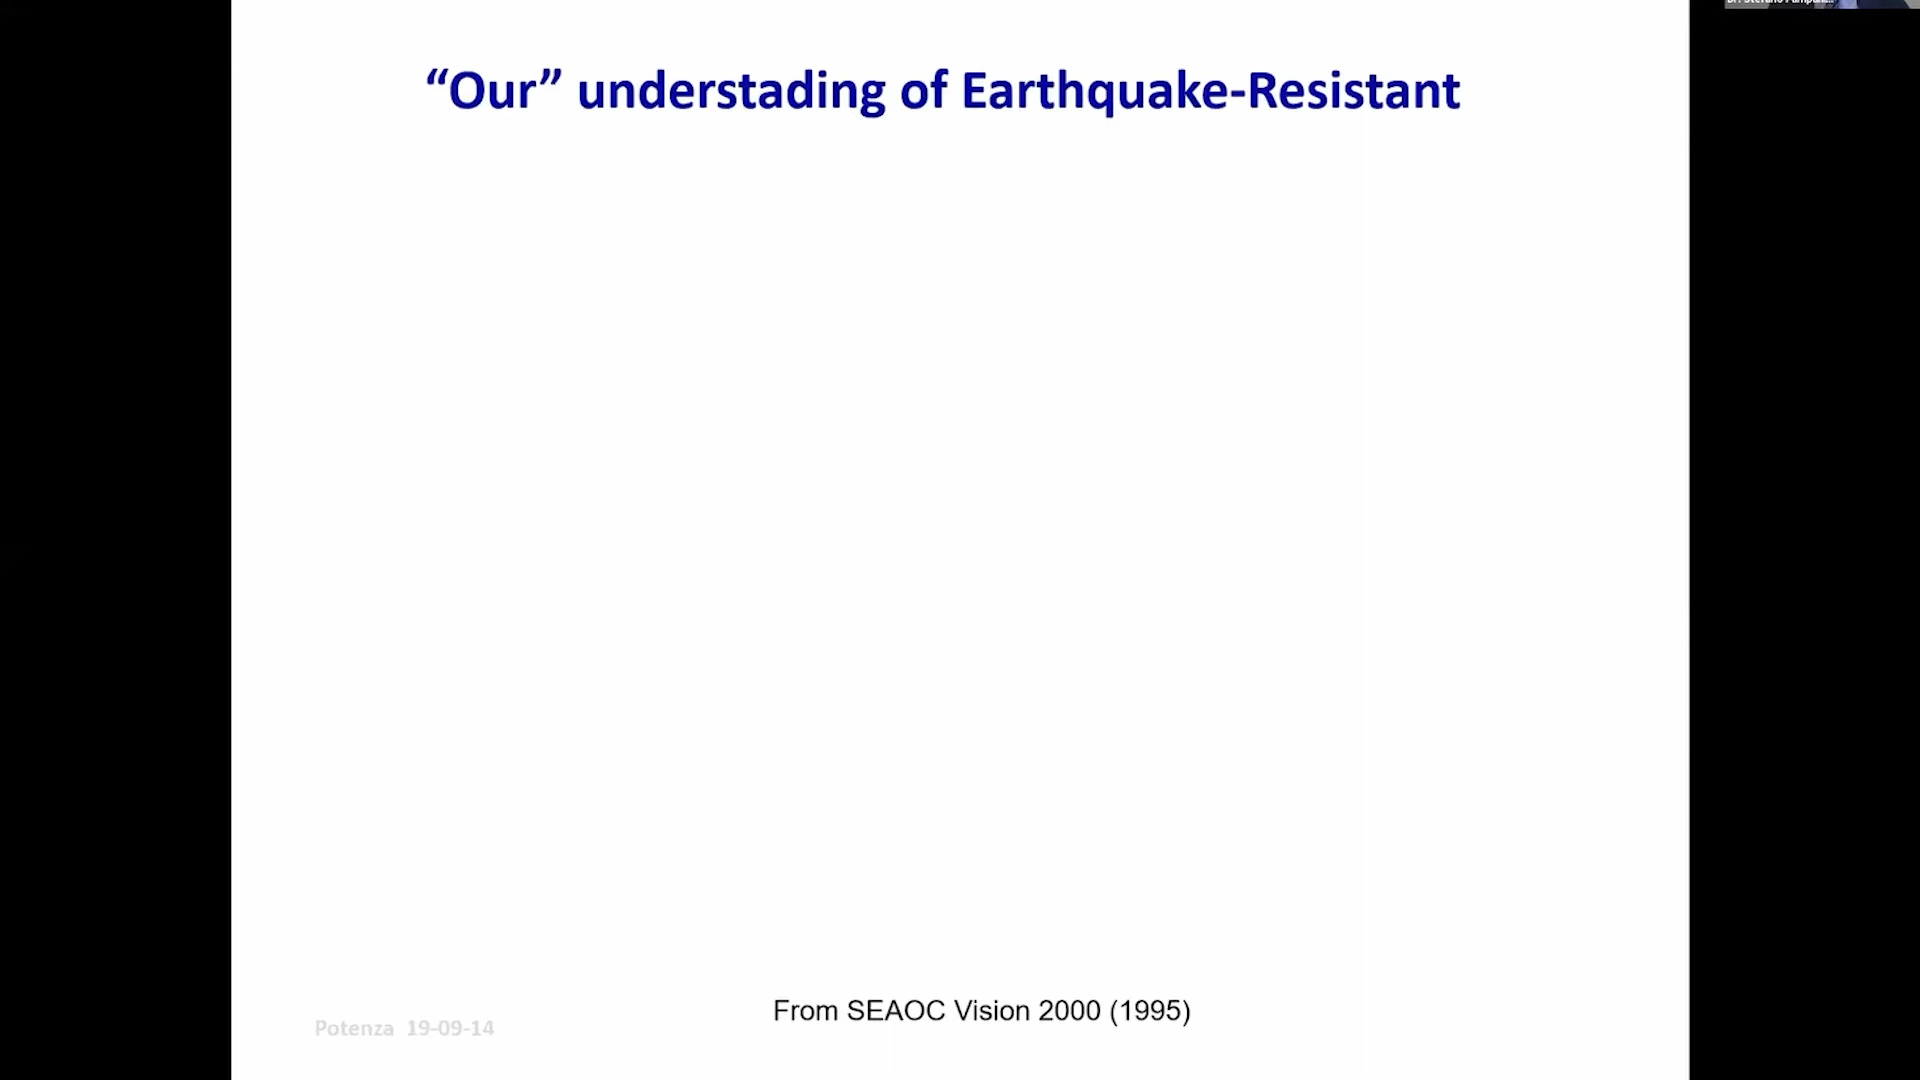 “Our” understading of Earthquake-Resistant
From SEAOC Vision 2000 (1995)
Potenza 19-09-14